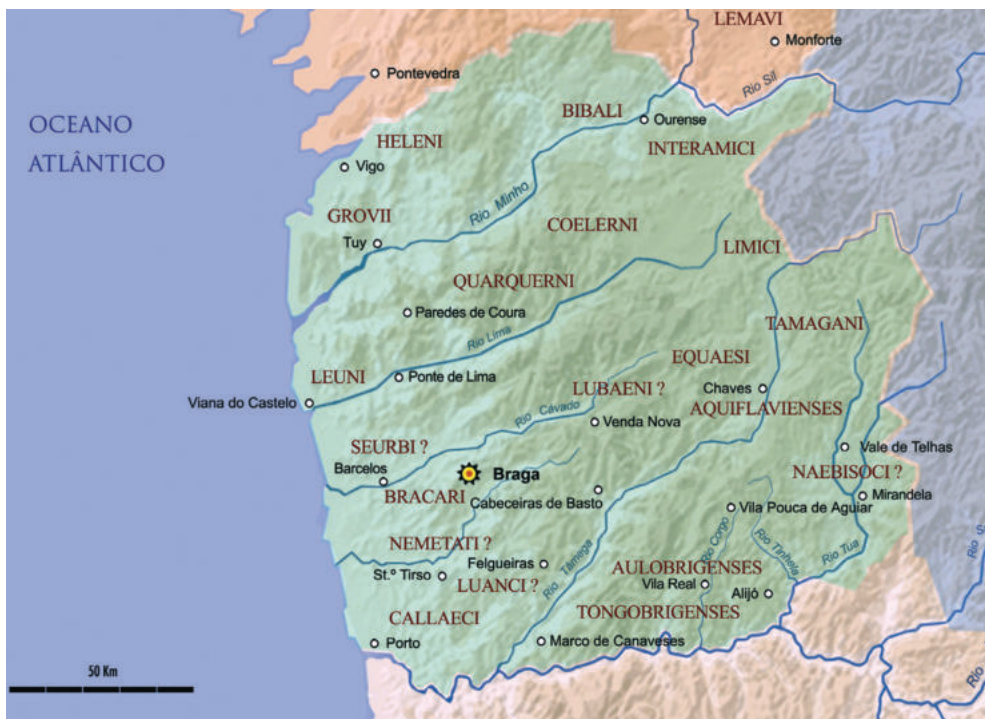 LEMAVI
Monforte
Pontevedra
Rio Sil
OCEANO
ATLÂNTICO
BIBALI
Ourense
HELENI
INTERAMICI
Vigo
Rio Minho
GROVII
COELERNI
Tuy
LIMICI
QUARQUERNI
Paredes de Coura
TAMAGANI
Rio Lima
EQUAESI
LEUNI
Ponte de Lima
LUBAENI ?
Chaves
Viana do Castelo
AQUIFLAVIENSES
Rio Cávado
Venda Nova
SEURBI ?
Vale de Telhas
Barcelos
Braga
NAEBISOCI ?
BRACARI
Cabeceiras de Basto
Mirandela
Vila Pouca de Aguiar
NEMETATI ?
Rio Corgo
Rio Tinhela
Rio Tua
Felgueiras
Rio Tâmega
St.º Tirso
AULOBRIGENSES
LUANCI ?
Vila Real
Alijó
CALLAECI
TONGOBRIGENSES
Porto
Marco de Canaveses
50 Km
Rio